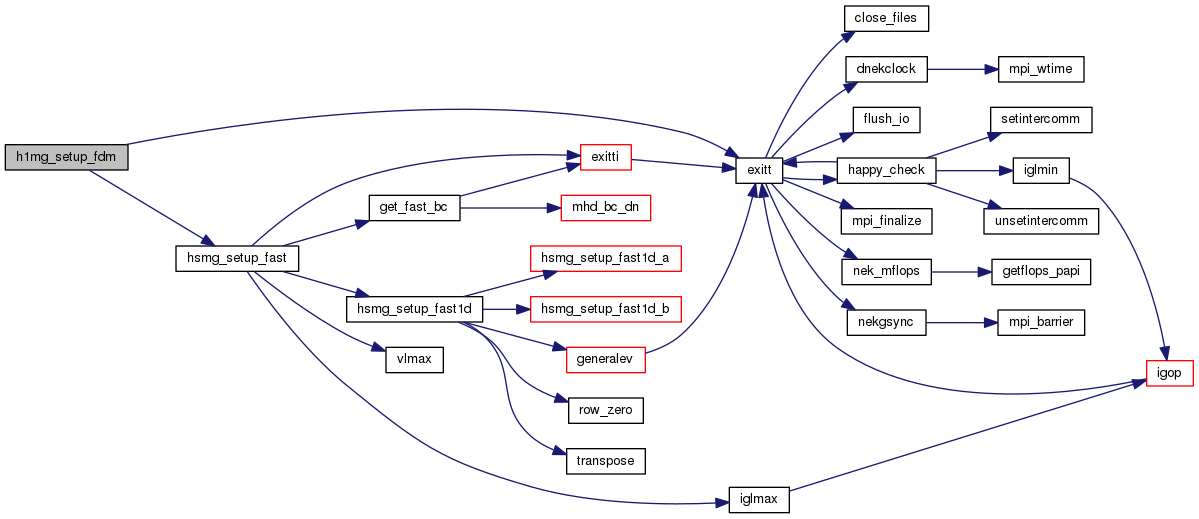 h1mg_setup_fdm
hsmg_setup_fast
get_fast_bc
hsmg_setup_fast1d
vlmax
exitti
mhd_bc_dn
hsmg_setup_fast1d_a
hsmg_setup_fast1d_b
generalev
row_zero
transpose
iglmax
exitt
close_files
dnekclock
flush_io
happy_check
mpi_finalize
nek_mflops
nekgsync
mpi_wtime
setintercomm
iglmin
unsetintercomm
getflops_papi
mpi_barrier
igop